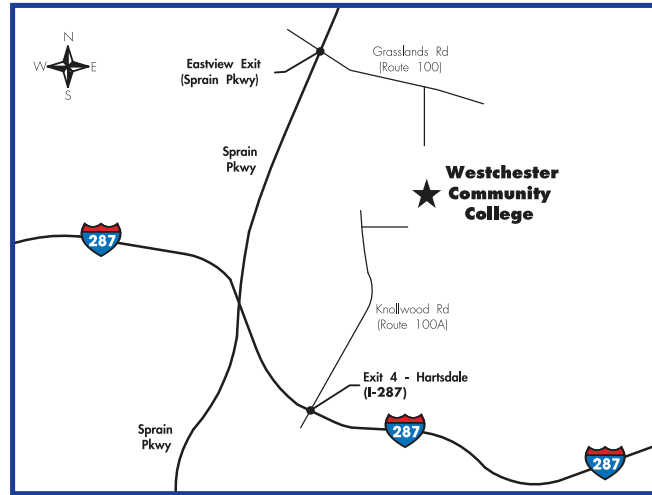 N
W E
S
Eastview Exit
(Sprain Pkwy)
Grasslands Rd
(Route 100)
Sprain
Pkwy
Westchester
Community
College
287
Knollwood Rd
(Route 100A)
Exit 4 - Hartsdale
(I-287)
Sprain
Pkwy
287
287